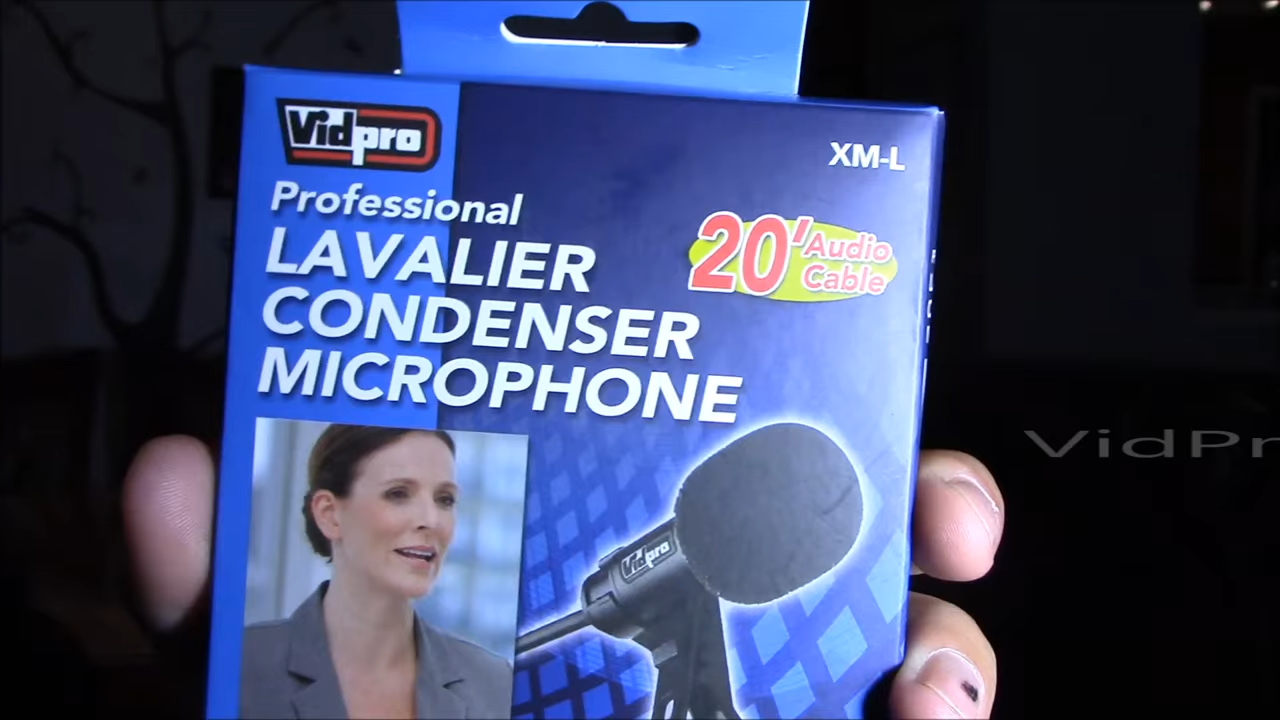 Vidpro
XM-L
Professional
LAVALIER
CONDENSER
MICROPHONE
20' Audio
Cable
Vidpro
VidPr